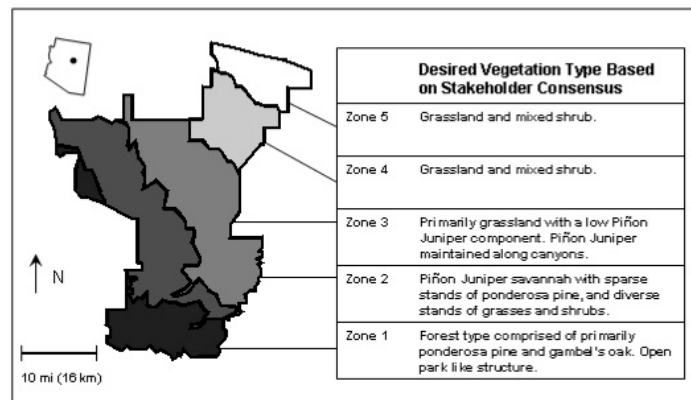 Desired Vegetation Type Based
on Stakeholder Consensus
Zone 5 Grassland and mixed shrub.
Zone 4 Grassland and mixed shrub.
Zone 3 Primarily grassland with a low Piñon
Juniper component. Piñon Juniper
maintained along canyons.
Zone 2 Piñon Juniper savannah with sparse
stands of ponderosa pine, and diverse
stands of grasses and shrubs.
Zone 1 Forest type comprised of primarily
ponderosa pine and gambel's oak. Open
park like structure.
N
10 mi (16 km)